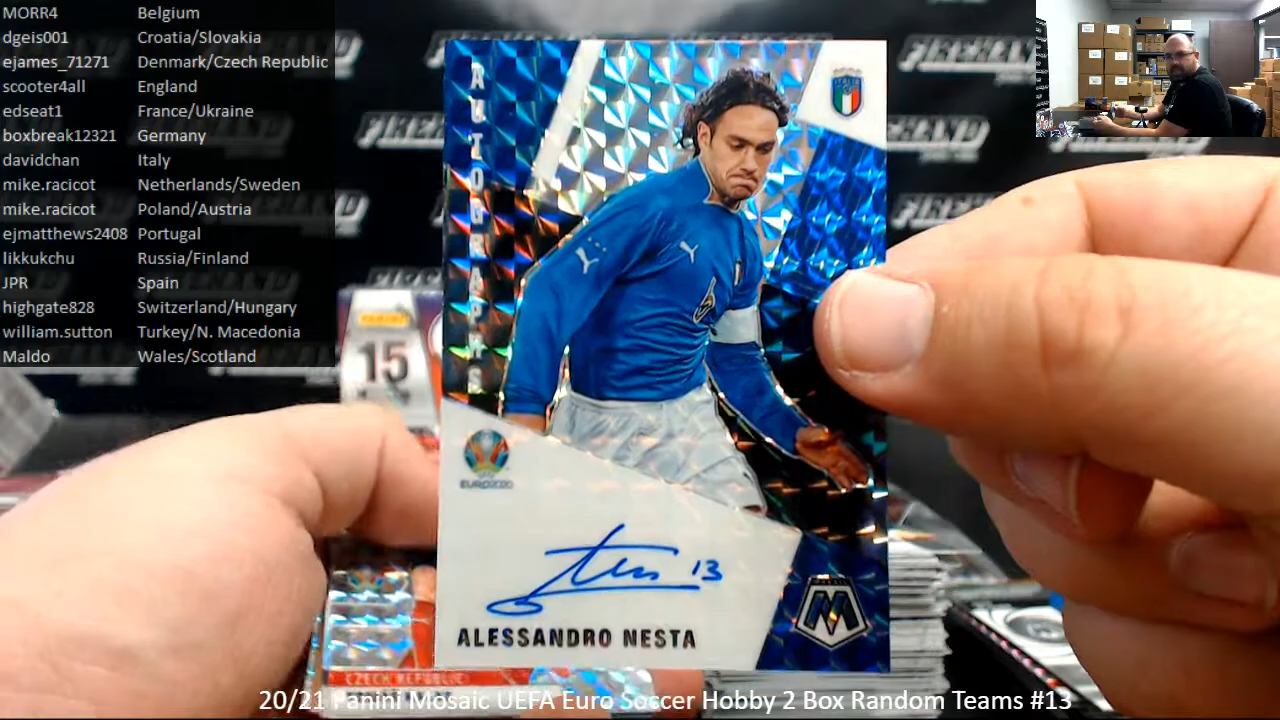 MORR4 Belgium
dgeis001 Croatia/Slovakia
ejames_71271 Denmark/Czech Republic
scooter4all England
edseat1 France/Ukraine
boxbreak12321 Germany
davidchan Italy
mike.racicot Netherlands/Sweden
mike.racicot Poland/Austria
ejmatthews2408 Portugal
likkukchu Russia/Finland
JPR Spain
highgate828 Switzerland/Hungary
william.sutton Turkey/N. Macedonia
Maldo Wales/Scotland
AUTOGRAPHS
ITALIA
PANINI
15
EURO2020
13
ALESSANDRO NESTA
M
CZECH REPUBLIC
20/21 Panini Mosaic UEFA Euro Soccer Hobby 2 Box Random Teams #13